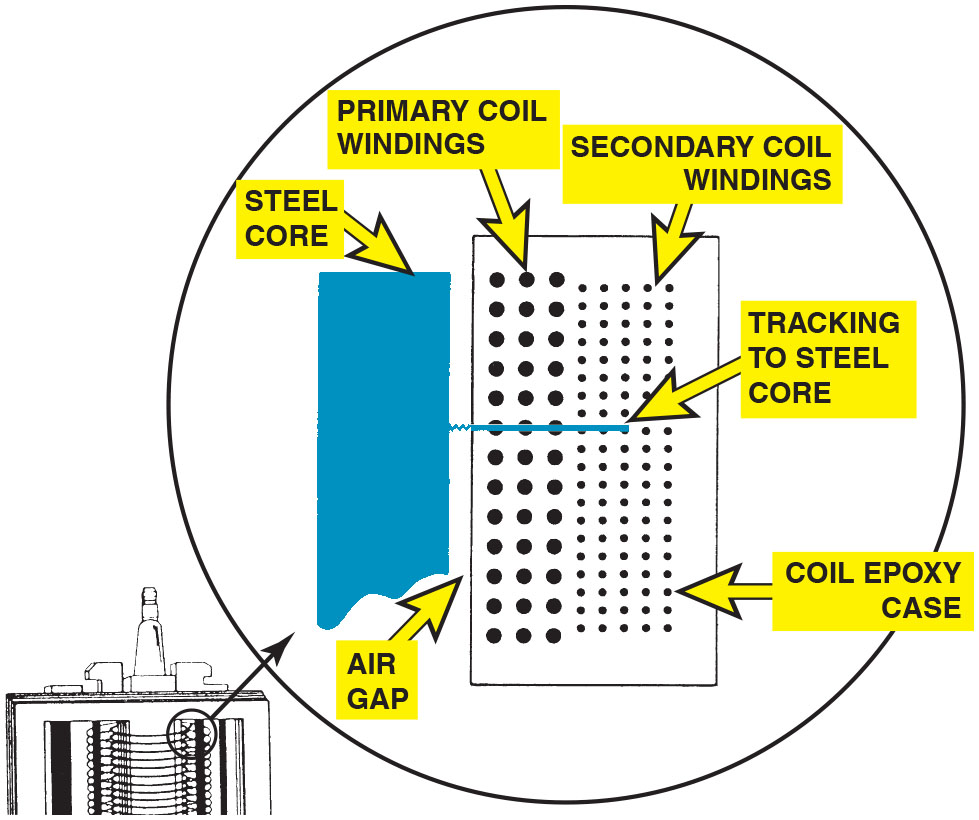 PRIMARY COIL
WINDINGS
SECONDARY COIL
WINDINGS
STEEL
CORE
TRACKING
TO STEEL
CORE
COIL EPOXY
CASE
AIR
GAP